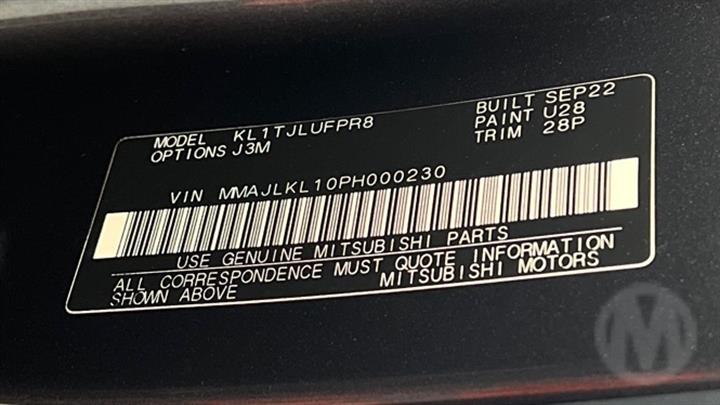 MODEL KL1TJLUFPR8 BUILT SEP22
OPTIONS J3M PAINT U28
TRIM 28P
VIN MMAJLKL10PH000230
USE GENUINE MITSUBISHI PARTS
ALL CORRESPONDENCE MUST QUOTE INFORMATION
SHOWN ABOVE MITSUBISHI MOTORS
M